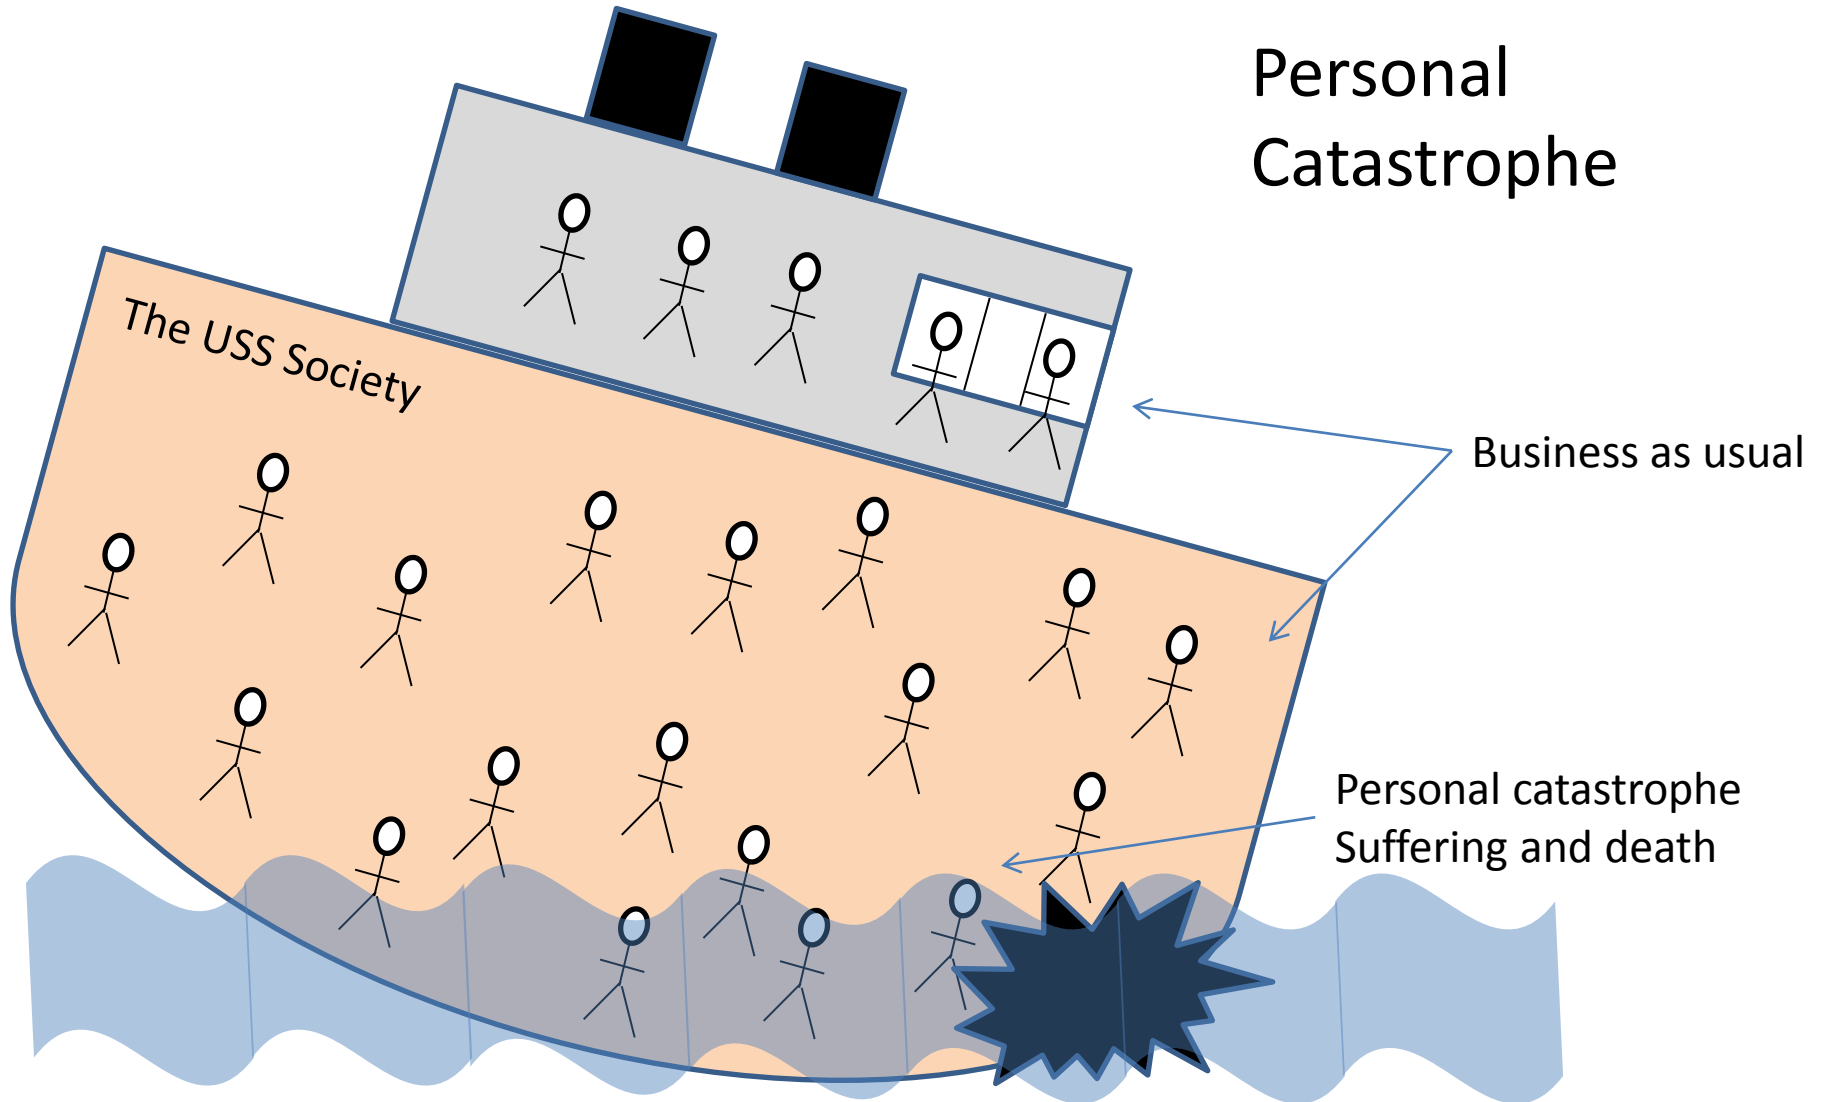 Personal
Catastrophe
The USS Society
Business as usual
Personal catastrophe
Suffering and death